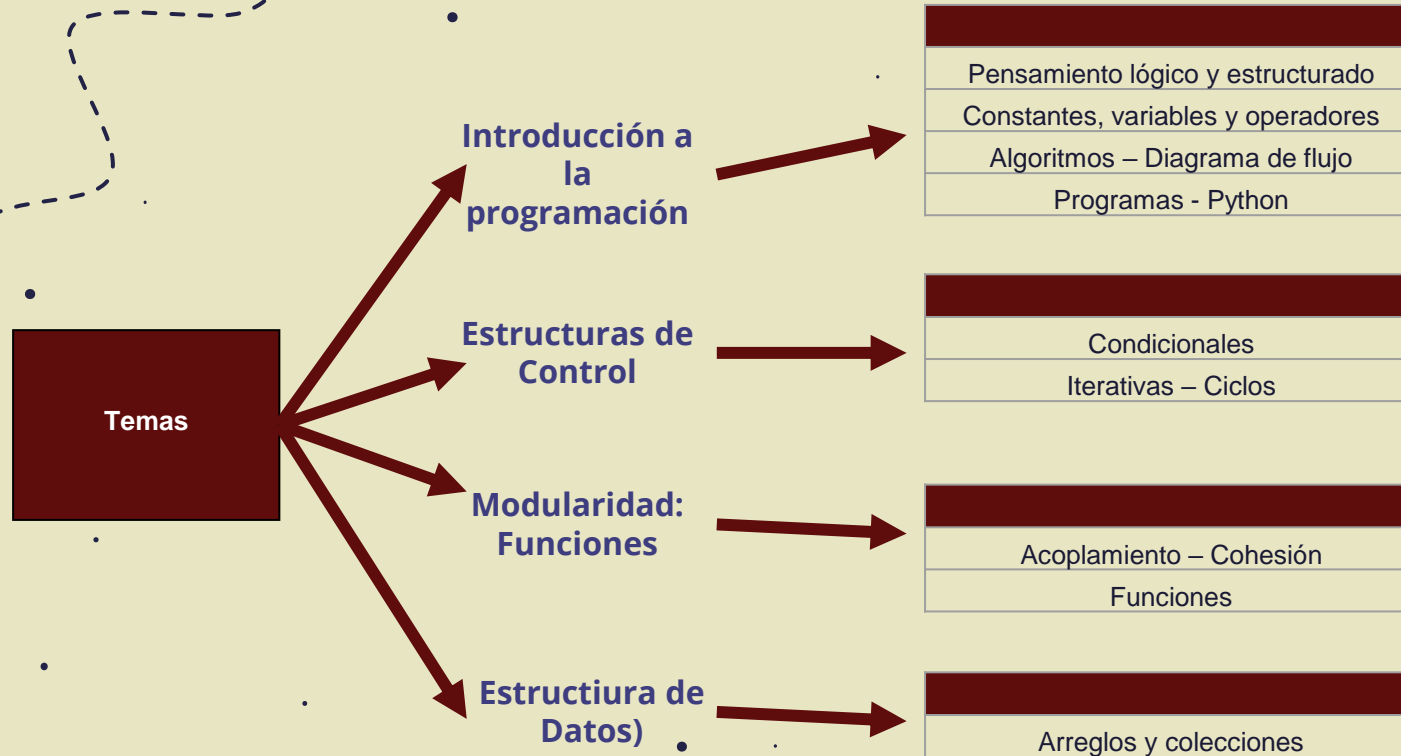 Temas
Introducción a
la
programación
Pensamiento lógico y estructurado
Constantes, variables y operadores
Algoritmos – Diagrama de flujo
Programas - Python
Estructuras de
Control
Condicionales
Iterativas – Ciclos
Modularidad:
Funciones
Acoplamiento – Cohesión
Funciones
Estructiura de
Datos)
Arreglos y colecciones